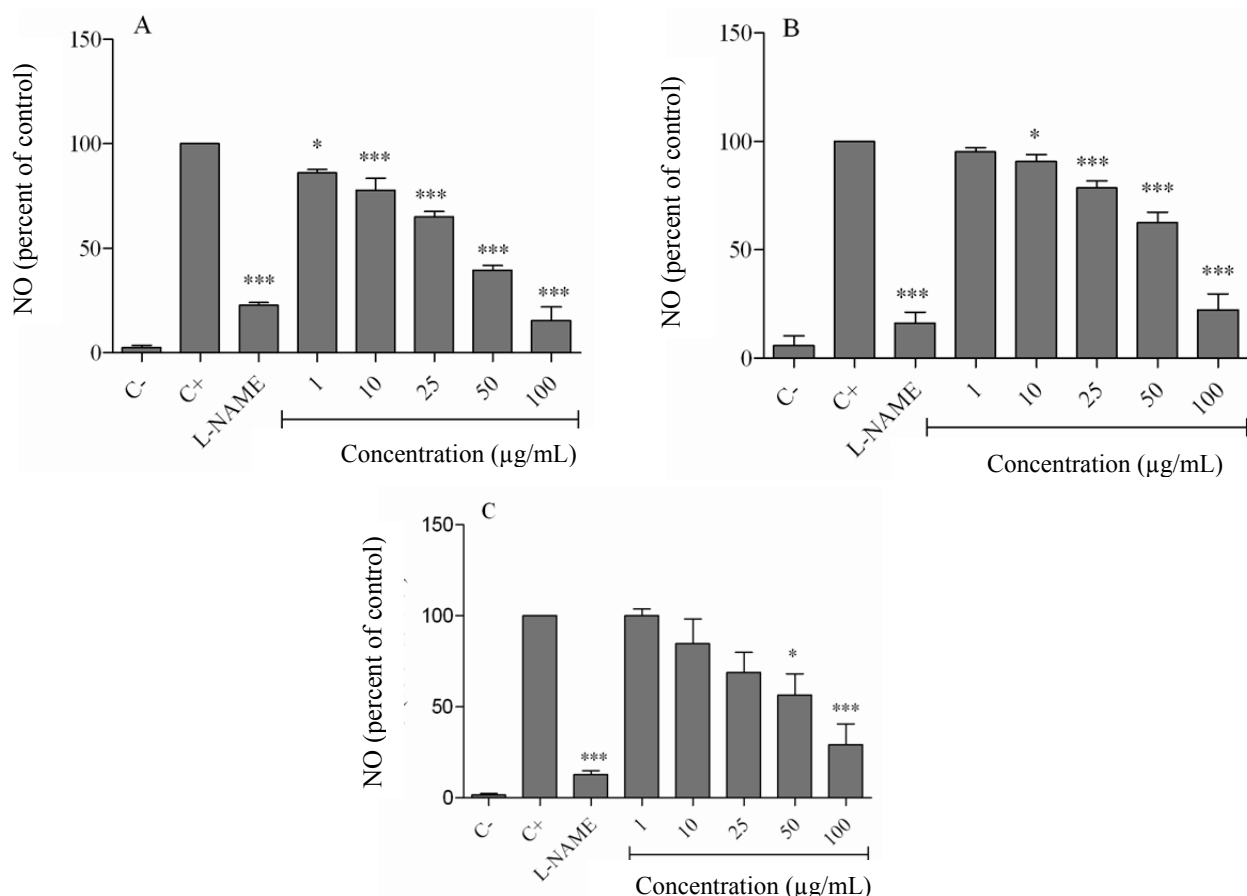 A
NO (percent of control)
150
100
50
0
*
***
***
***
***
***
C-
C+
L-NAME
1
10
25
50
100
Concentration (µg/mL)
B
NO (percent of control)
150
100
50
0
*
***
***
***
***
C-
C+
L-NAME
1
10
25
50
100
Concentration (µg/mL)
C
NO (percent of control)
150
100
50
0
*
***
***
C-
C+
L-NAME
1
10
25
50
100
Concentration (µg/mL)